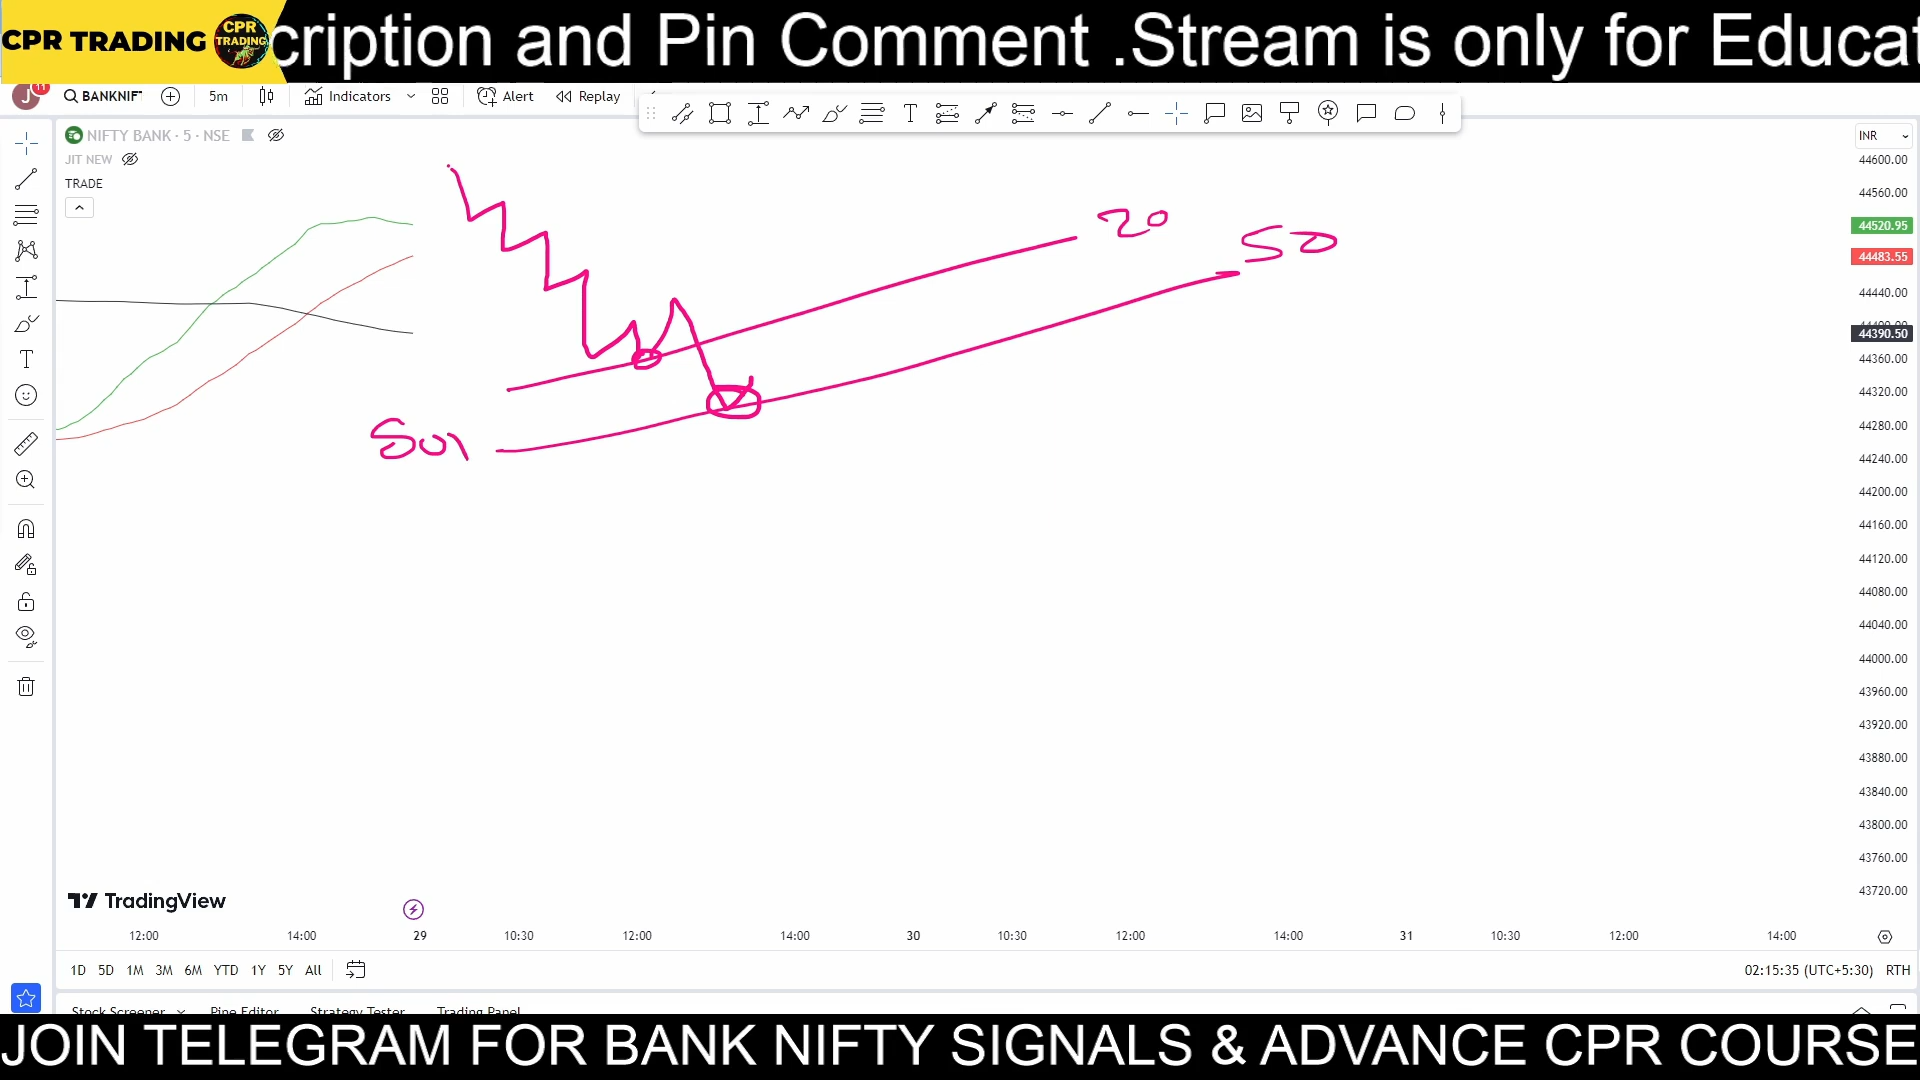 CPR TRADING
CPR
TRADING
cription and Pin Comment .Stream is only for Educat
J
11
BANKNIFT
5m
Indicators
Alert
Replay
NIFTY BANK · 5 · NSE
JIT NEW
TRADE
INR
44600.00
44560.00
44520.95
44483.55
44440.00
44390.50
44360.00
44320.00
44280.00
44240.00
44200.00
44160.00
44120.00
44080.00
44040.00
44000.00
43960.00
43920.00
43880.00
43840.00
43800.00
43760.00
43720.00
20
50
TradingView
12:00 14:00 29 10:30 12:00 14:00 30 10:30 12:00 14:00 31 10:30 12:00 14:00
1D 5D 1M 3M 6M YTD 1Y 5Y All
02:15:35 (UTC+5:30) RTH
Stock Screener Pine Editor Strategy Tester Trading Panel
JOIN TELEGRAM FOR BANK NIFTY SIGNALS & ADVANCE CPR COURSE